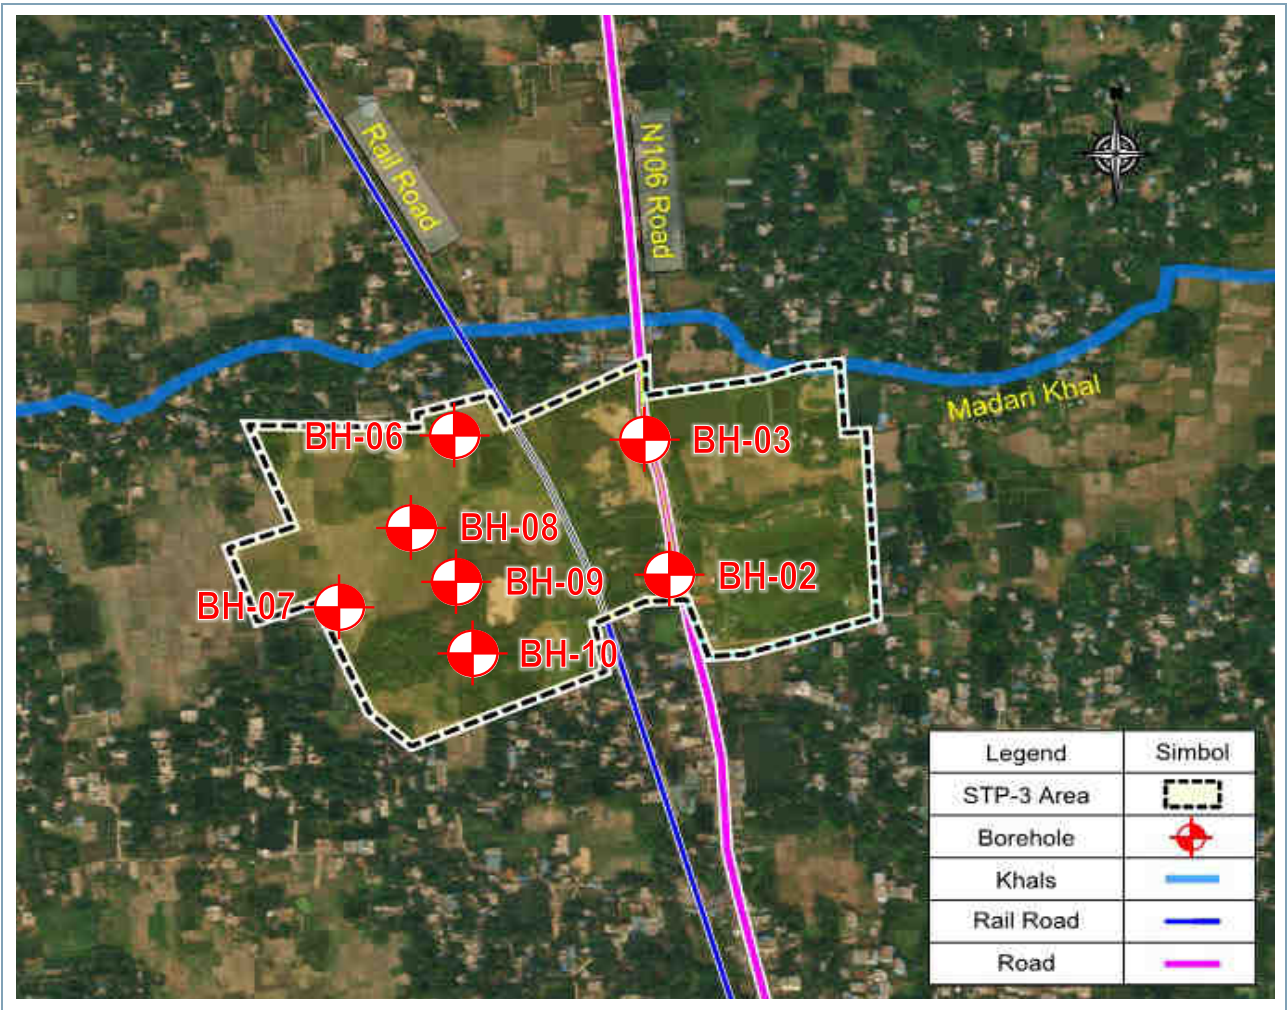 N
Rail Road
N106 Road
Madari Khal
BH-06
BH-03
BH-08
BH-09
BH-02
BH-07
BH-10
Legend Simbol
STP-3 Area
Borehole
Khals
Rail Road
Road